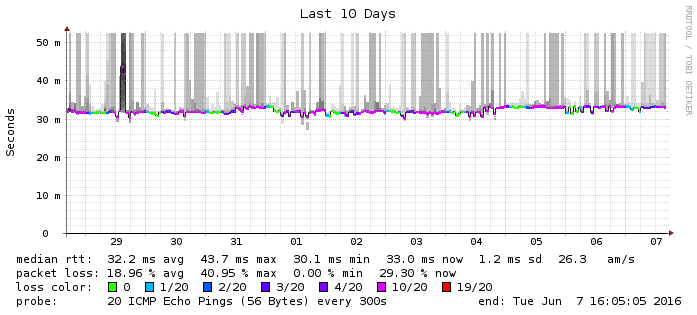 Last 10 Days
RRDTOOL / TOBI OETIKER
Seconds
50 m
40 m
30 m
20 m
10 m
0
29 30 31 01 02 03 04 05 06 07
median rtt: 32.2 ms avg 43.7 ms max 30.1 ms min 33.0 ms now 1.2 ms sd 26.3 am/s
packet loss: 18.96 % avg 40.95 % max 0.00 % min 29.30 % now
loss color: 0 1/20 2/20 3/20 4/20 10/20 19/20
probe: 20 ICMP Echo Pings (56 Bytes) every 300s end: Tue Jun 7 16:05:05 2016